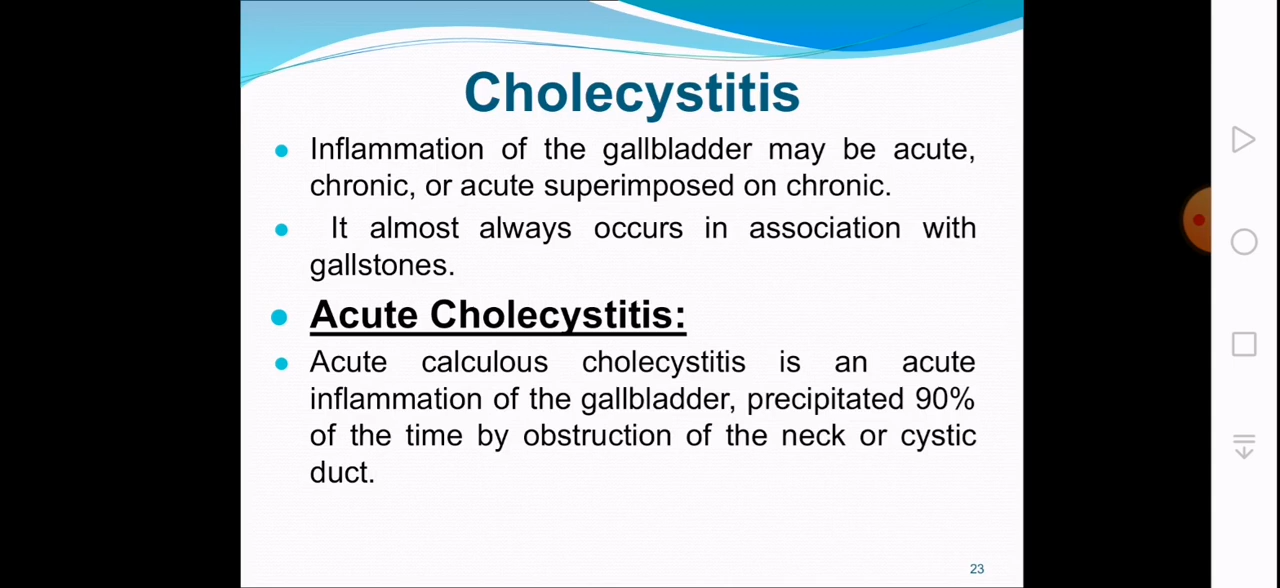 Cholecystitis
Inflammation of the gallbladder may be acute,
chronic, or acute superimposed on chronic.
It almost always occurs in association with
gallstones.
Acute Cholecystitis:
Acute calculous cholecystitis is an acute
inflammation of the gallbladder, precipitated 90%
of the time by obstruction of the neck or cystic
duct.
23